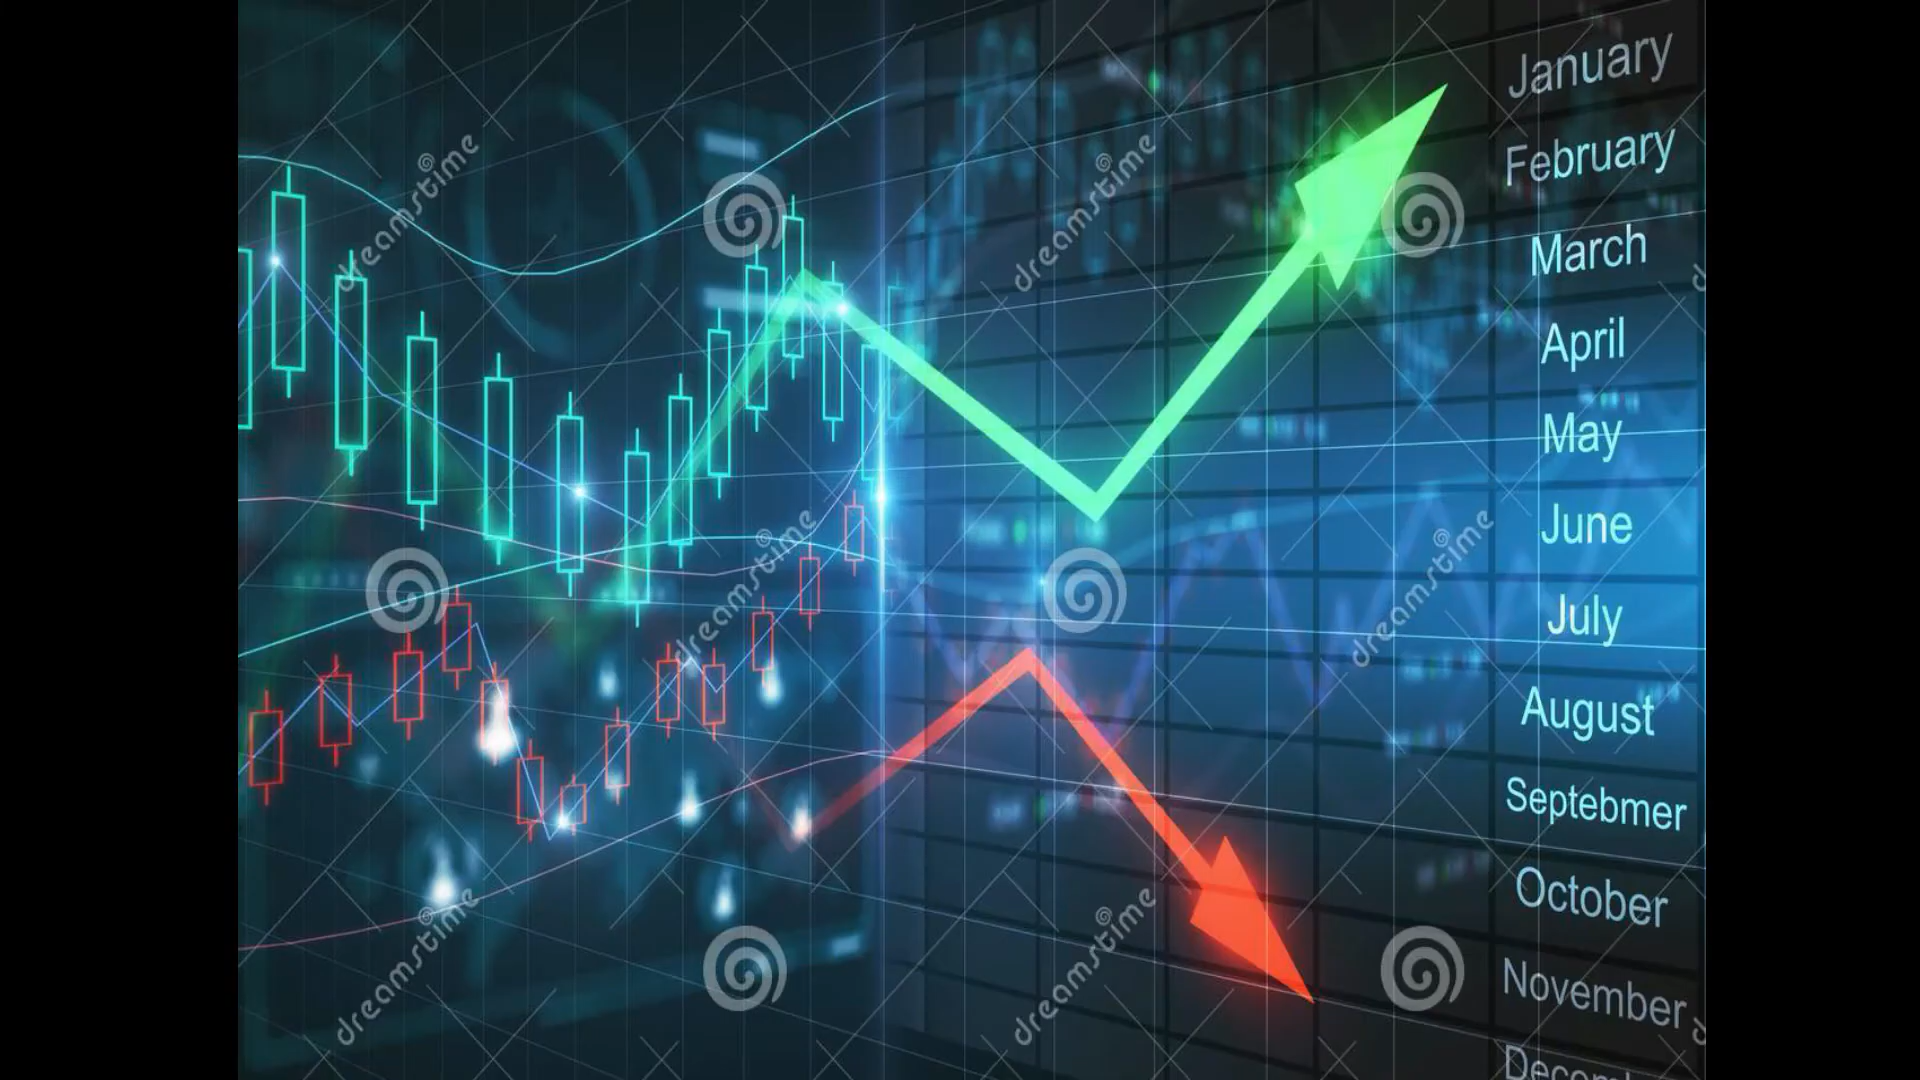 January
February
March
April
May
June
July
August
Septebmer
October
November
dreamstime
dreamstime
dreamstime
dreamstime
dreamstime
dreamstime